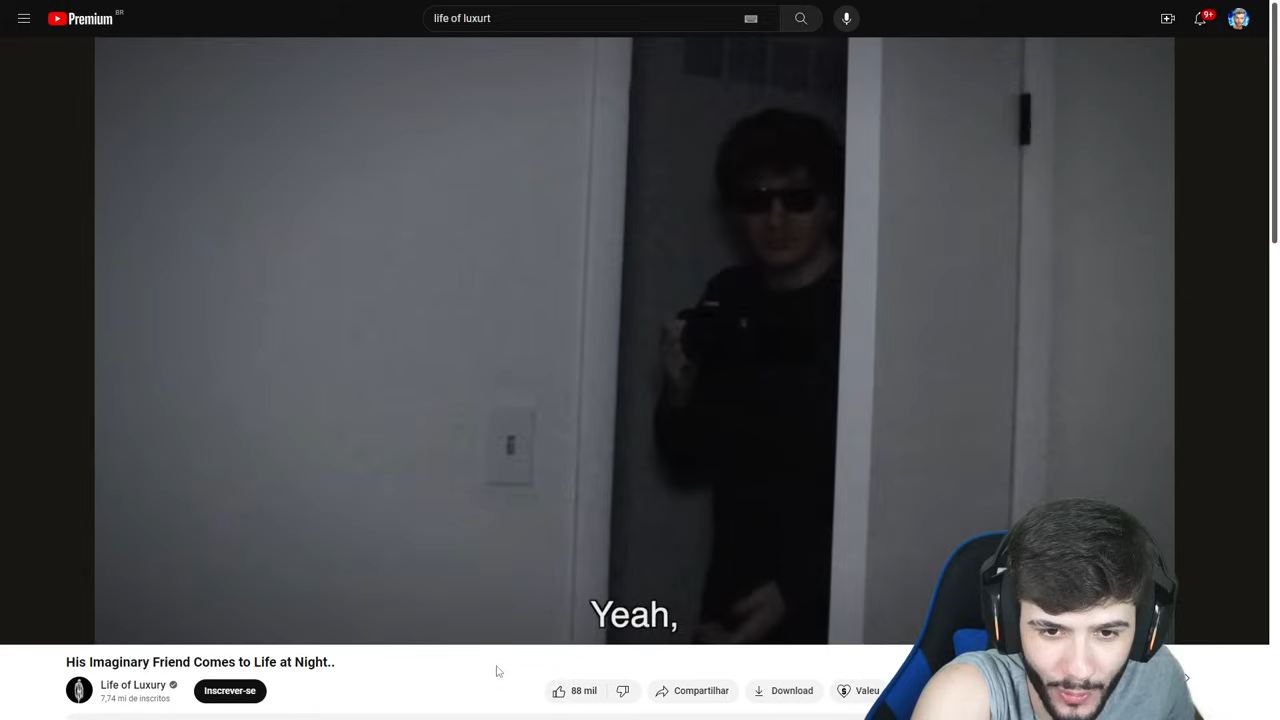 Premium BR
life of luxurt
9+
Yeah,
His Imaginary Friend Comes to Life at Night..
Life of Luxury
7,74 mi de inscritos
Inscrever-se
88 mil
Compartilhar
Download
Valeu